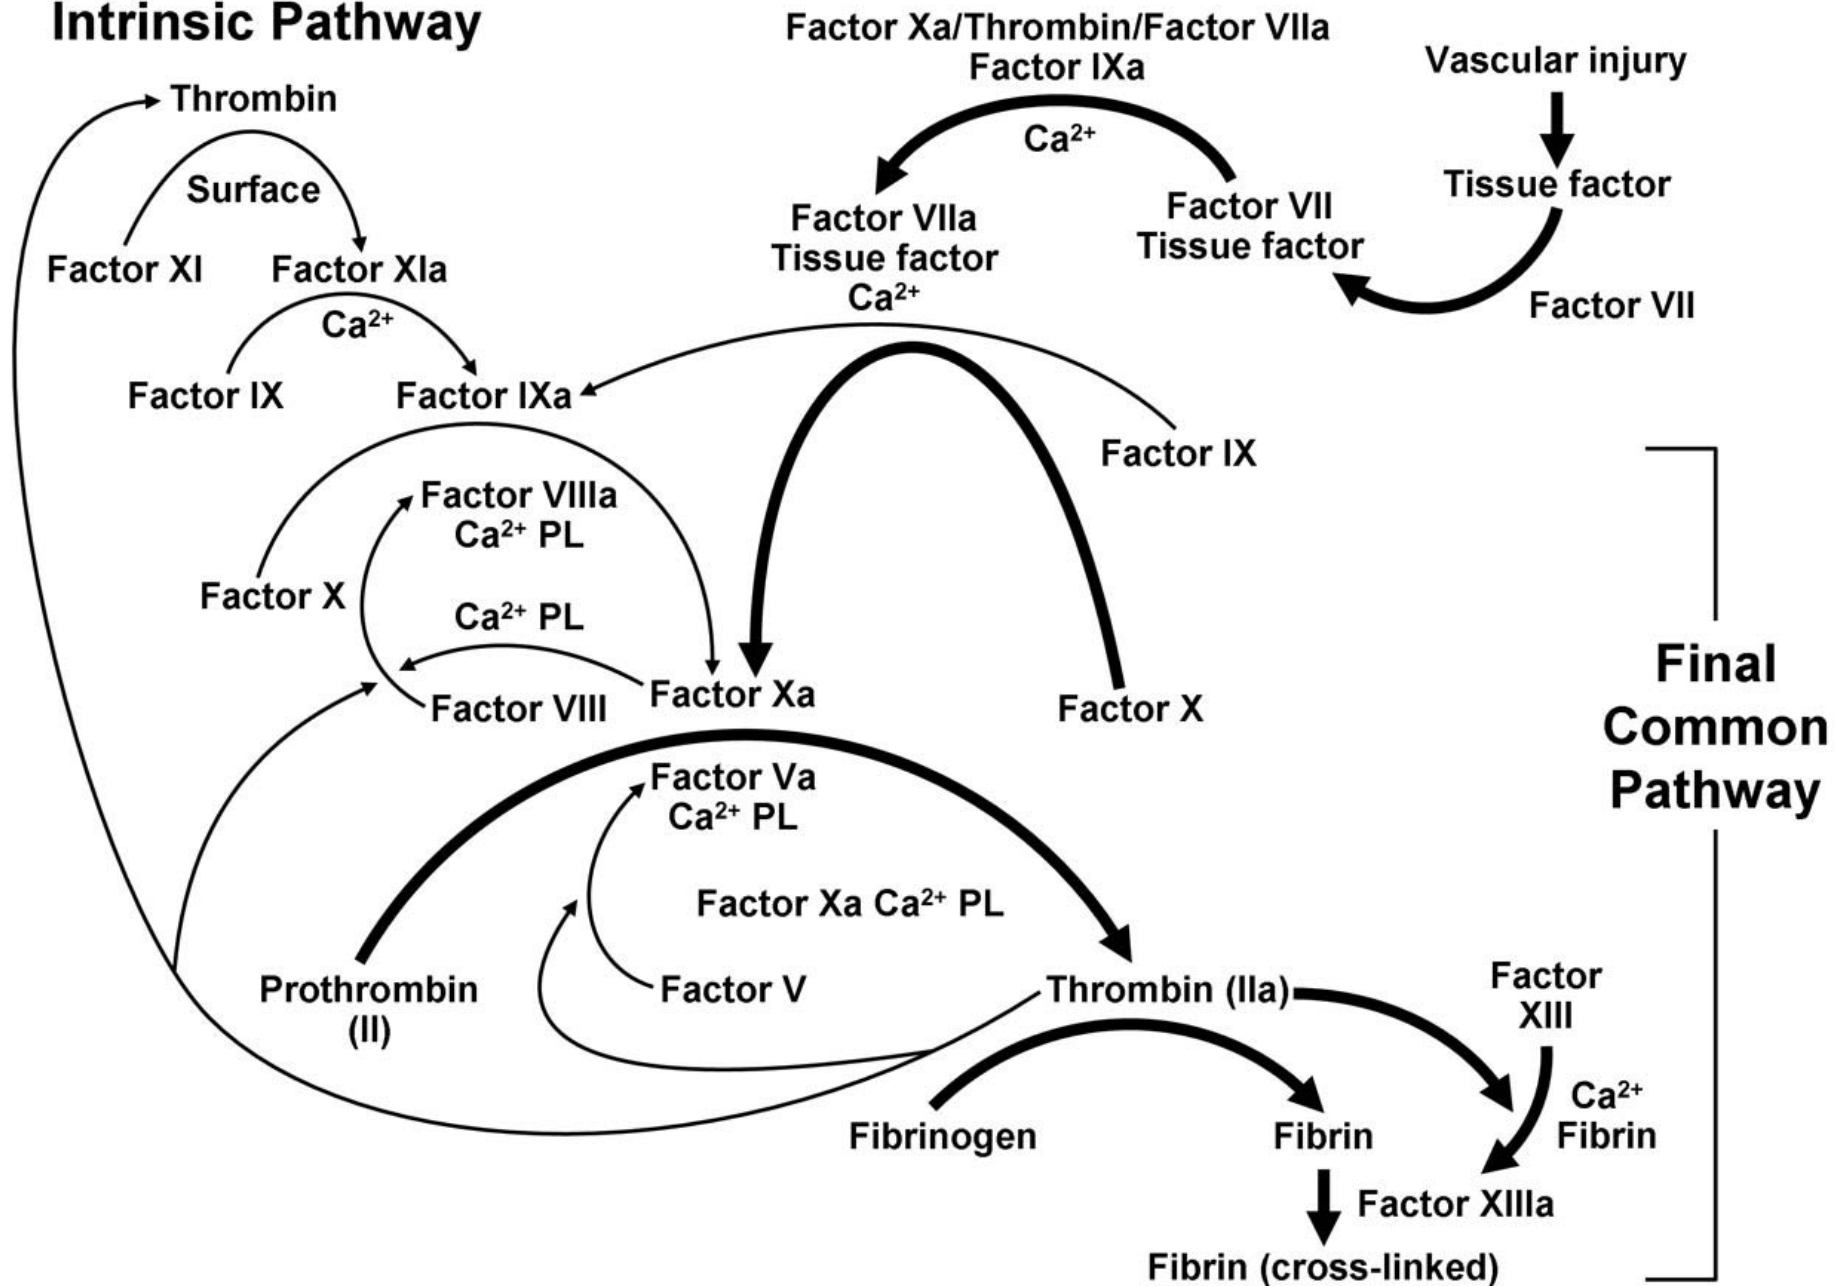 Intrinsic Pathway
Factor Xa/Thrombin/Factor VIIa
Factor IXa
Ca²⁺
Vascular injury
Tissue factor
Factor VII
Factor VII
Tissue factor
Thrombin
Surface
Factor XI
Factor XIa
Ca²⁺
Factor IX
Factor IXa
Factor VIIa
Tissue factor
Ca²⁺
Factor IX
Factor VIIIa
Ca²⁺ PL
Factor X
Ca²⁺ PL
Factor VIII
Factor Xa
Factor X
Final
Common
Pathway
Factor Va
Ca²⁺ PL
Factor Xa Ca²⁺ PL
Prothrombin
(II)
Factor V
Thrombin (IIa)
Factor
XIII
Ca²⁺
Fibrin
Fibrinogen
Fibrin
Factor XIIIa
Fibrin (cross-linked)